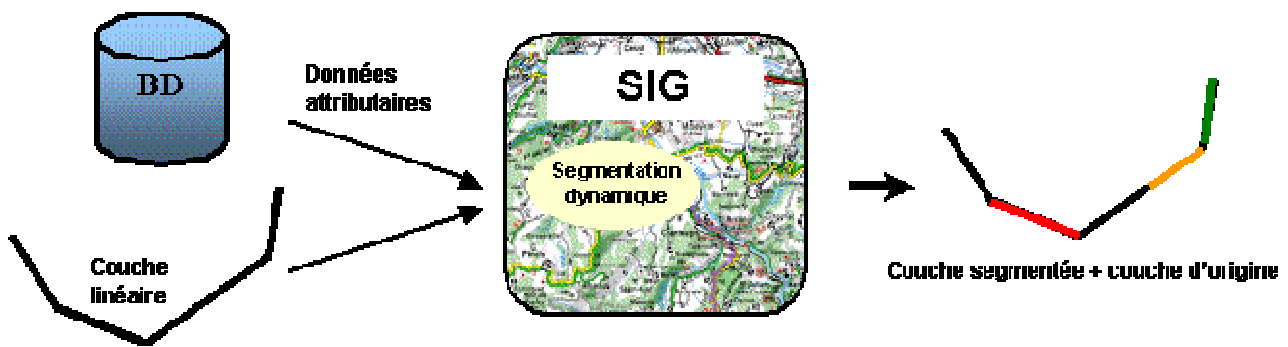 BD
Données
attributaires
Couche
linéaire
SIG
Segmentation
dynamique
Couche segmentée + couche d'origine